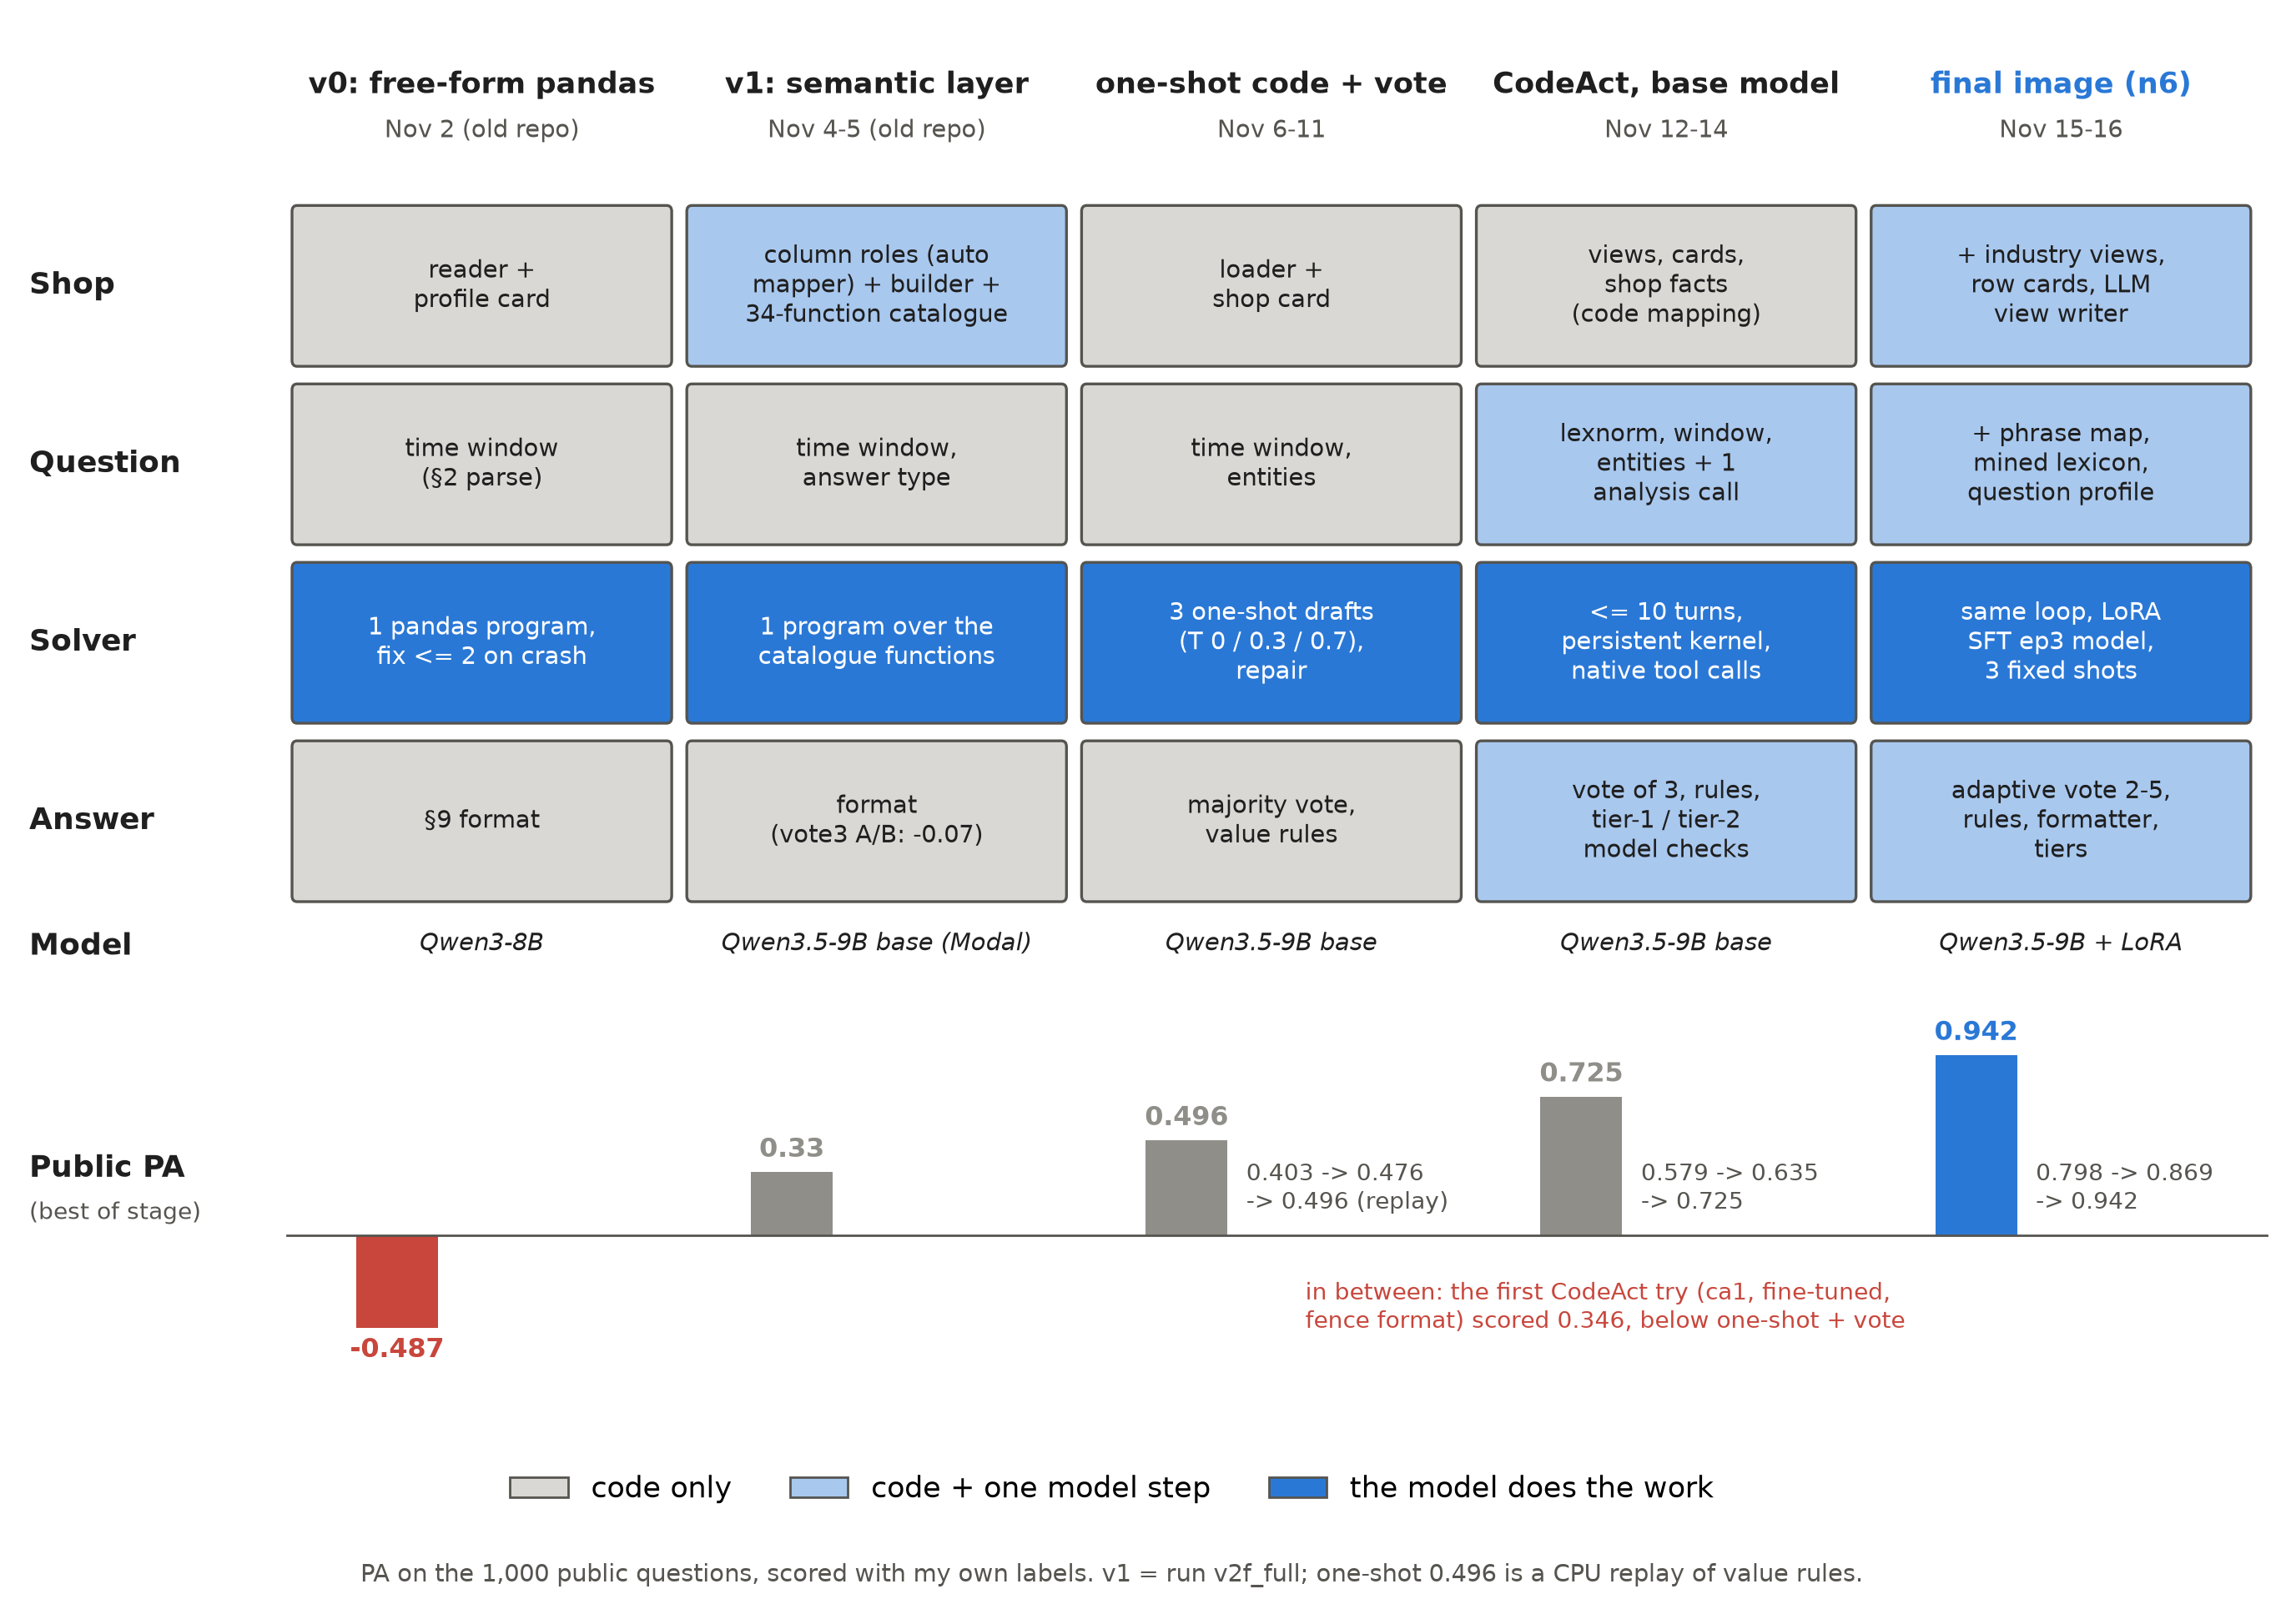 v0: free-form pandas
Nov 2 (old repo)
v1: semantic layer
Nov 4-5 (old repo)
one-shot code + vote
Nov 6-11
CodeAct, base model
Nov 12-14
final image (n6)
Nov 15-16
Shop
reader +
profile card
column roles (auto
mapper) + builder +
34-function catalogue
loader +
shop card
views, cards,
shop facts
(code mapping)
+ industry views,
row cards, LLM
view writer
Question
time window
(§2 parse)
time window,
answer type
time window,
entities
lexnorm, window,
entities + 1
analysis call
+ phrase map,
mined lexicon,
question profile
Solver
1 pandas program,
fix <= 2 on crash
1 program over the
catalogue functions
3 one-shot drafts
(T 0 / 0.3 / 0.7),
repair
<= 10 turns,
persistent kernel,
native tool calls
same loop, LoRA
SFT ep3 model,
3 fixed shots
Answer
§9 format
format
(vote3 A/B: -0.07)
majority vote,
value rules
vote of 3, rules,
tier-1 / tier-2
model checks
adaptive vote 2-5,
rules, formatter,
tiers
Model
Qwen3-8B
Qwen3.5-9B base (Modal)
Qwen3.5-9B base
Qwen3.5-9B base
Qwen3.5-9B + LoRA
Public PA
(best of stage)
-0.487
0.33
0.496
0.403 -> 0.476
-> 0.496 (replay)
0.725
0.579 -> 0.635
-> 0.725
0.942
0.798 -> 0.869
-> 0.942
in between: the first CodeAct try (ca1, fine-tuned,
fence format) scored 0.346, below one-shot + vote
code only
code + one model step
the model does the work
PA on the 1,000 public questions, scored with my own labels. v1 = run v2f_full; one-shot 0.496 is a CPU replay of value rules.